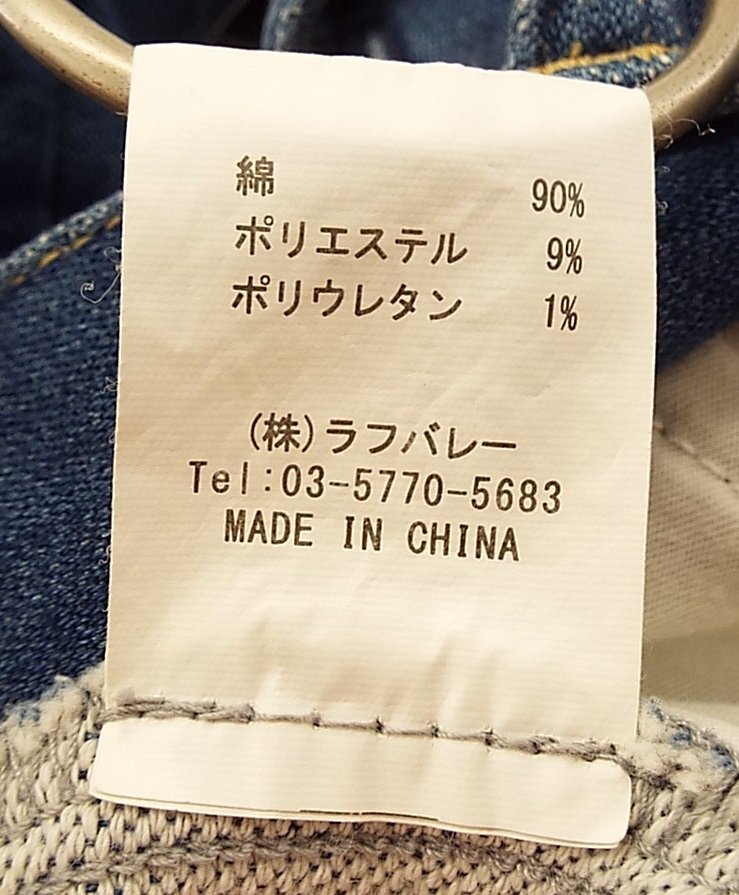 綿 90%
ポリエステル 9%
ポリウレタン 1%
(株)ラフバレー
Tel:03-5770-5683
MADE IN CHINA